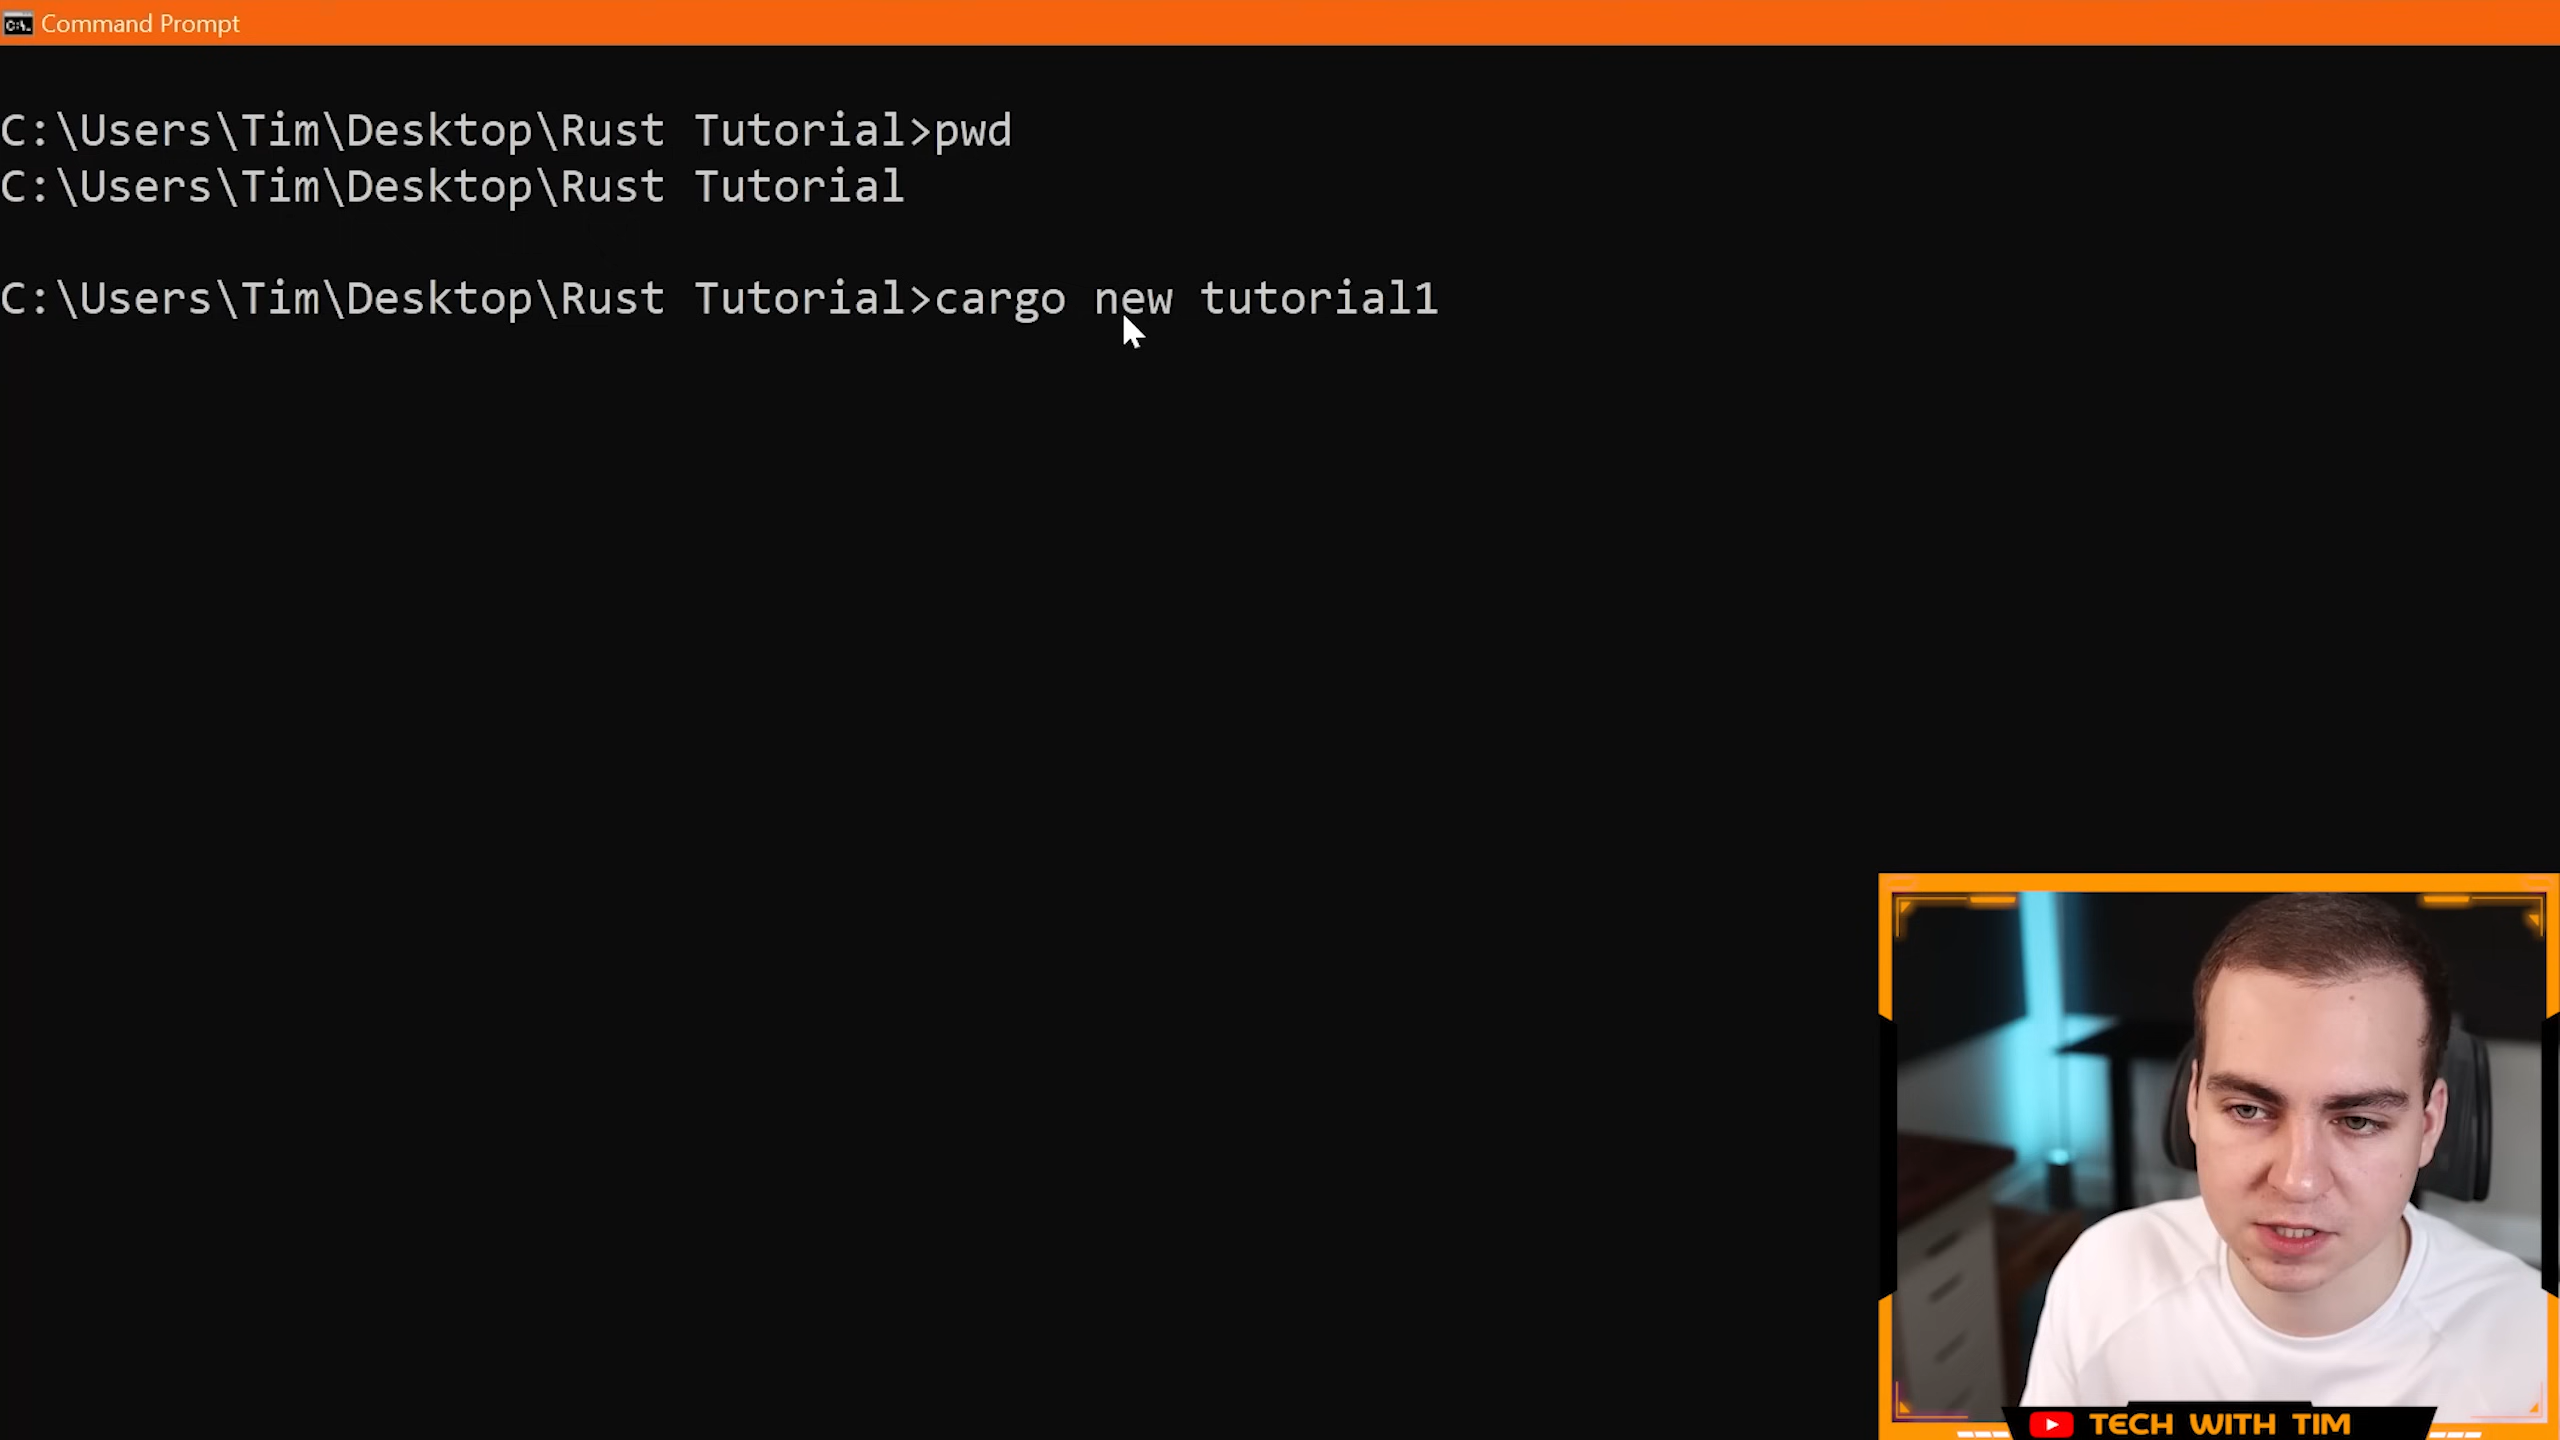 Command Prompt
C:\Users\Tim\Desktop\Rust Tutorial>pwd
C:\Users\Tim\Desktop\Rust Tutorial
C:\Users\Tim\Desktop\Rust Tutorial>cargo new tutorial1
TECH WITH TIM